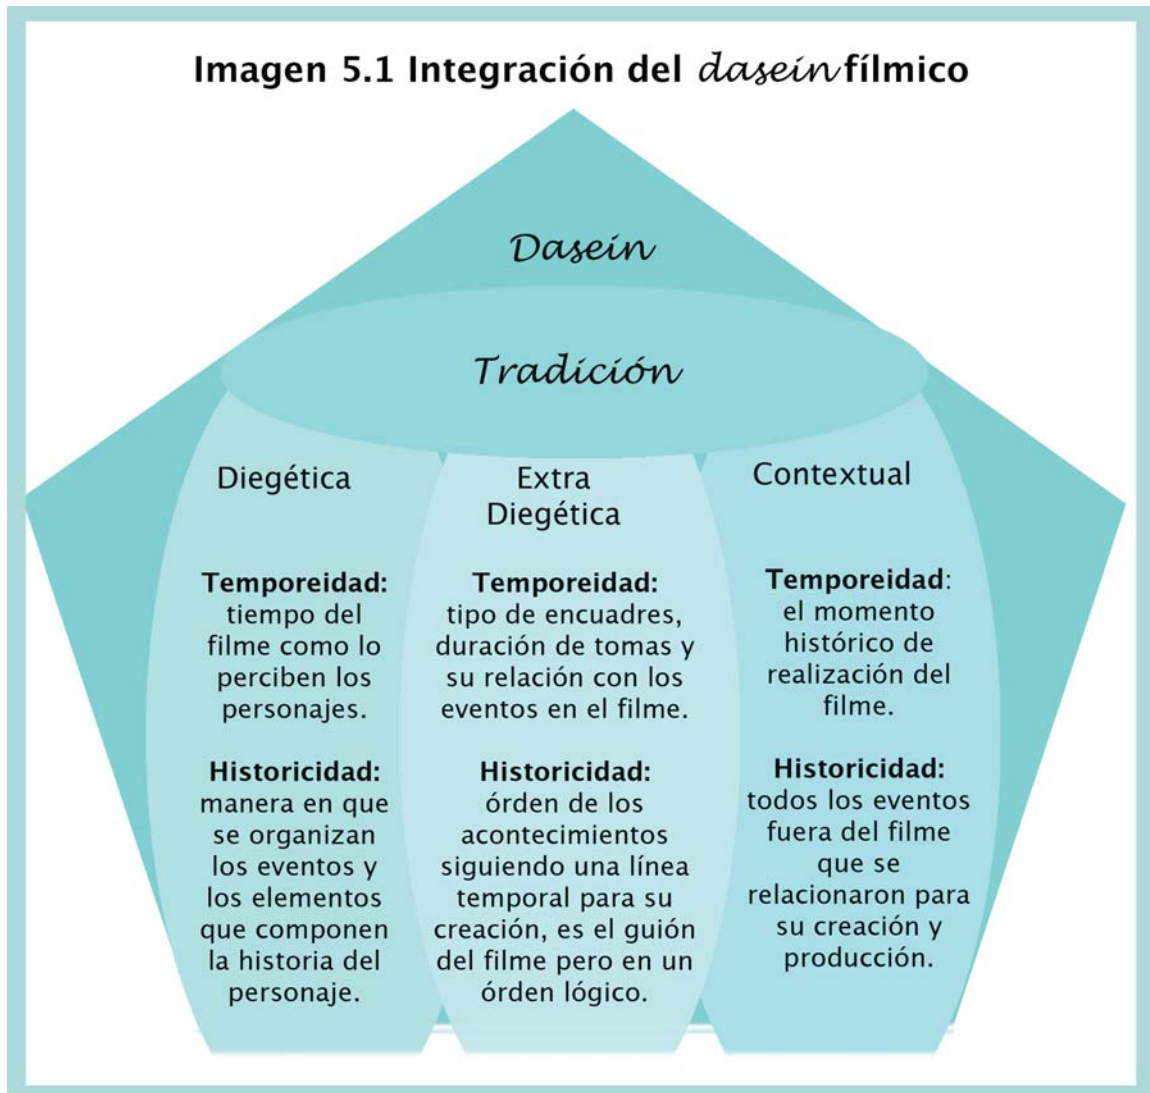 Imagen 5.1 Integración del dasein fílmico
Dasein
Tradición
Diegética
Temporeidad:
tiempo del
filme como lo
perciben los
personajes.
Historicidad:
manera en que
se organizan
los eventos y
los elementos
que componen
la historia del
personaje.
Extra
Diegética
Temporeidad:
tipo de encuadres,
duración de tomas y
su relación con los
eventos en el filme.
Historicidad:
órden de los
acontecimientos
siguiendo una línea
temporal para su
creación, es el guión
del filme pero en un
órden lógico.
Contextual
Temporeidad:
el momento
histórico de
realización del
filme.
Historicidad:
todos los eventos
fuera del filme
que se
relacionaron para
su creación y
producción.